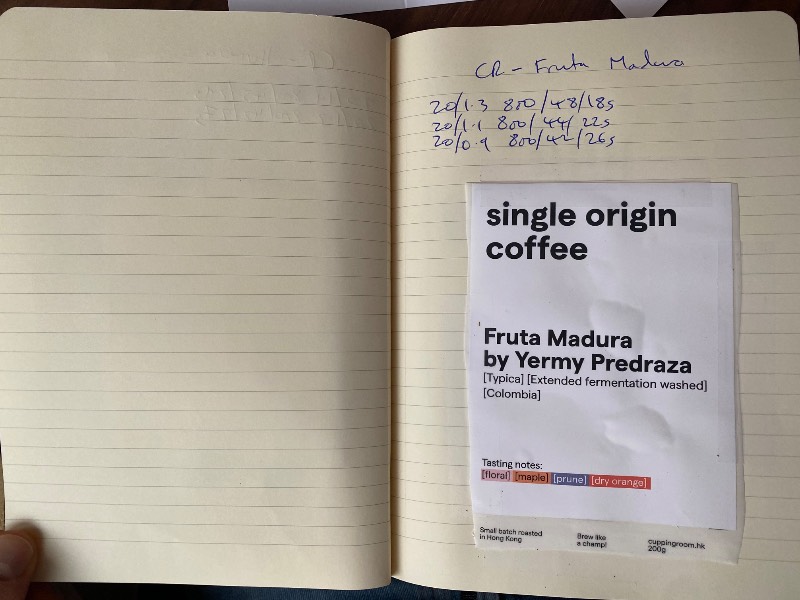 CR - Fruta Madura
20/1.3 800/48/18s
20/1.1 800/44/22s
20/0.9 800/42/26s
single origin
coffee
Fruta Madura
by Yermy Predraza
[Typica] [Extended fermentation washed]
[Colombia]
Tasting notes:
[floral] [maple] [prune] [dry orange]
Small batch roasted
in Hong Kong
Brew like
a champ!
cuppingroom.hk
200g